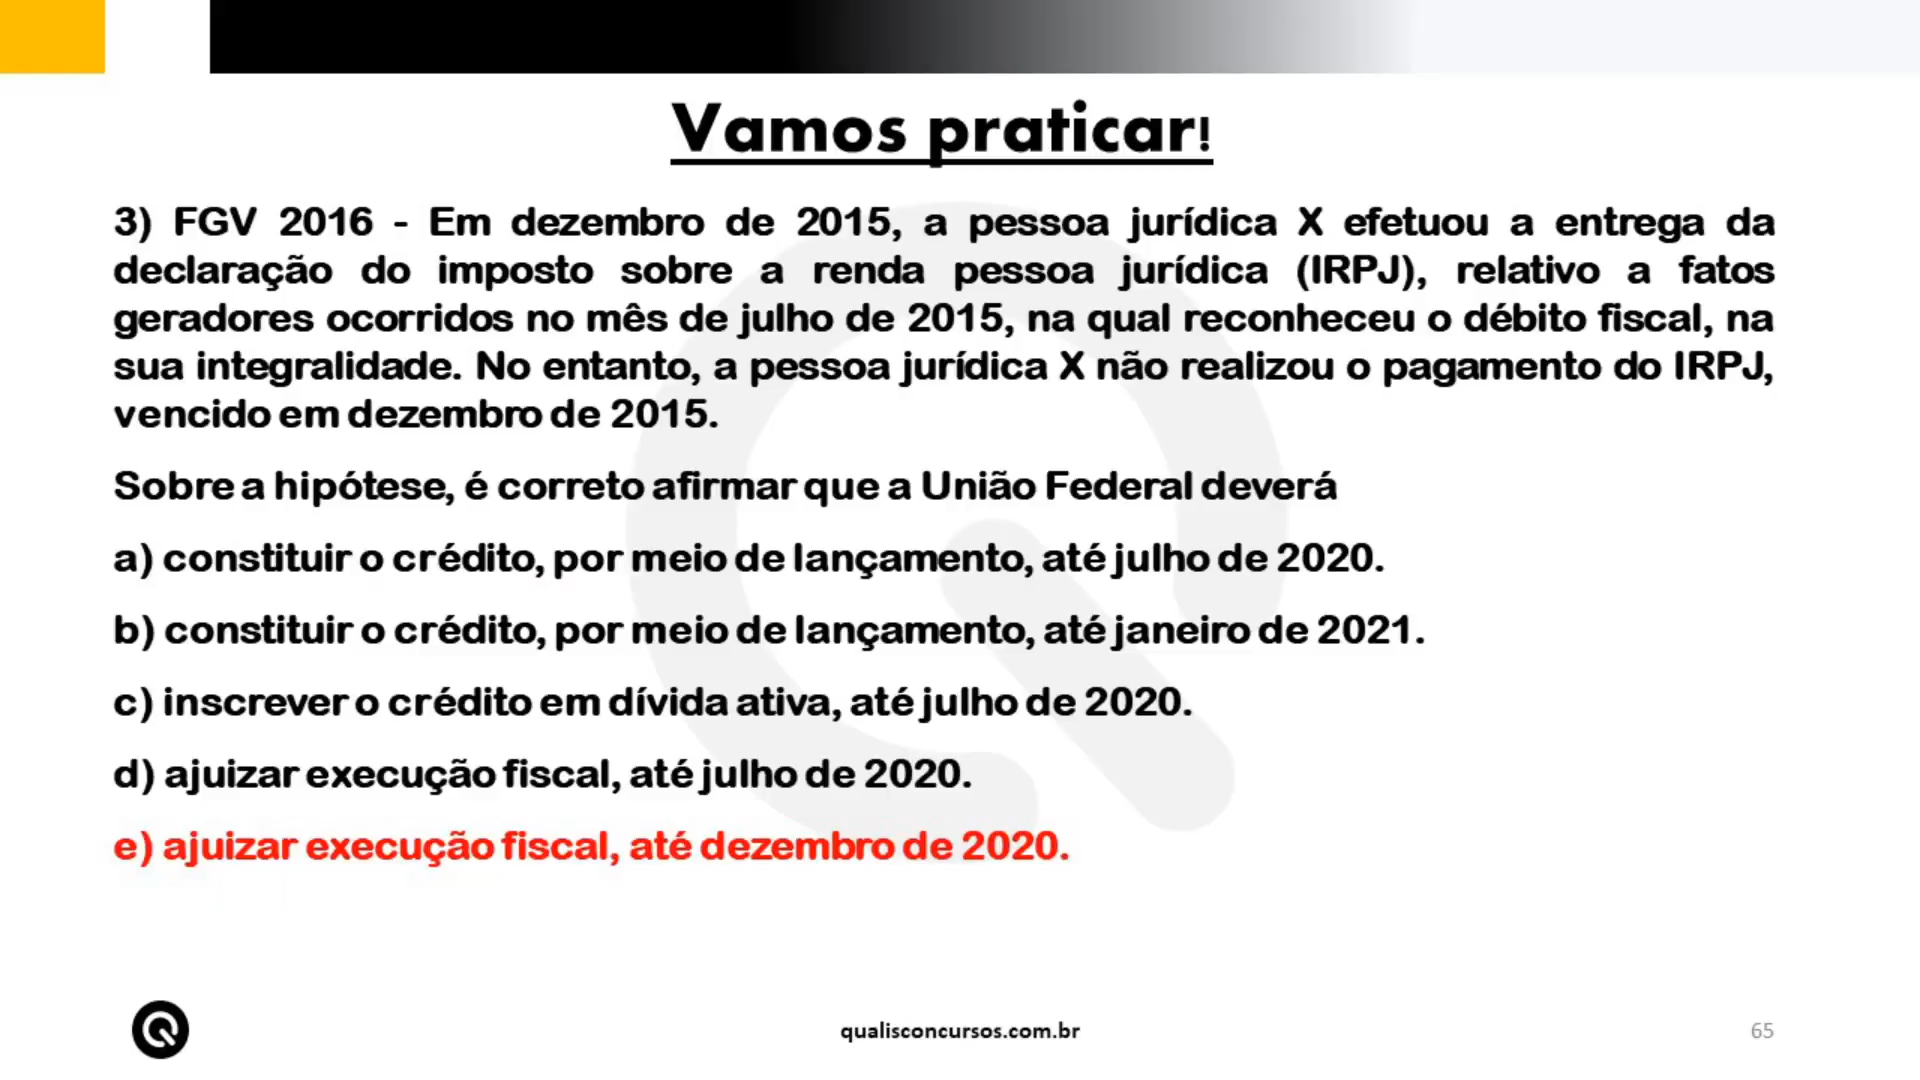 Vamos praticar!
3) FGV 2016 - Em dezembro de 2015, a pessoa jurídica X efetuou a entrega da
declaração do imposto sobre a renda pessoa jurídica (IRPJ), relativo a fatos
geradores ocorridos no mês de julho de 2015, na qual reconheceu o débito fiscal, na
sua integralidade. No entanto, a pessoa jurídica X não realizou o pagamento do IRPJ,
vencido em dezembro de 2015.
Sobre a hipótese, é correto afirmar que a União Federal deverá
a) constituir o crédito, por meio de lançamento, até julho de 2020.
b) constituir o crédito, por meio de lançamento, até janeiro de 2021.
c) inscrever o crédito em dívida ativa, até julho de 2020.
d) ajuizar execução fiscal, até julho de 2020.
e) ajuizar execução fiscal, até dezembro de 2020.
qualisconcursos.com.br
65